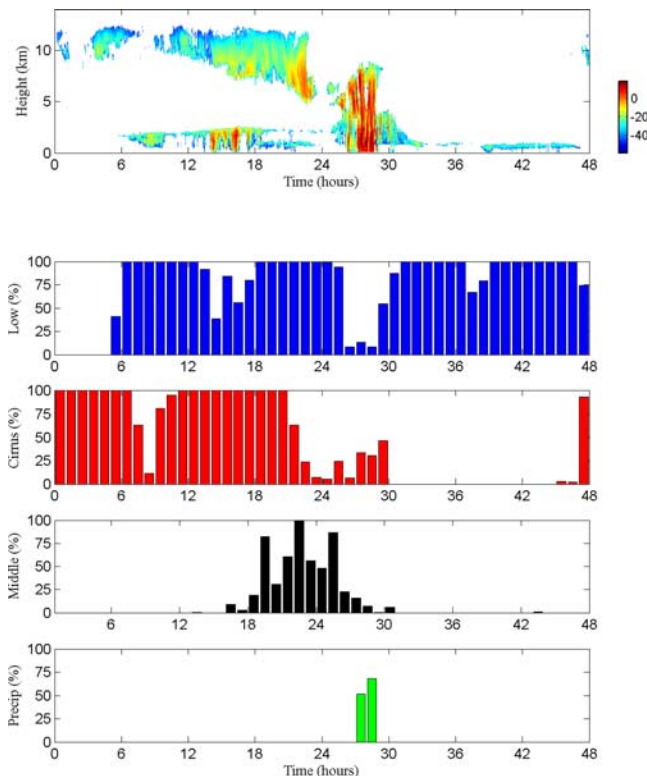 10
5
0
Height (km)
0
-20
-40
0 6 12 18 24 30 36 42 48
Time (hours)
100
75
50
25
0
Low (%)
0 6 12 18 24 30 36 42 48
100
75
50
25
0
Cirrus (%)
0 6 12 18 24 30 36 42 48
100
75
50
25
0
Middle (%)
6 12 18 24 30 36 42 48
100
75
50
25
0
Precip (%)
0 6 12 18 24 30 36 42 48
Time (hours)